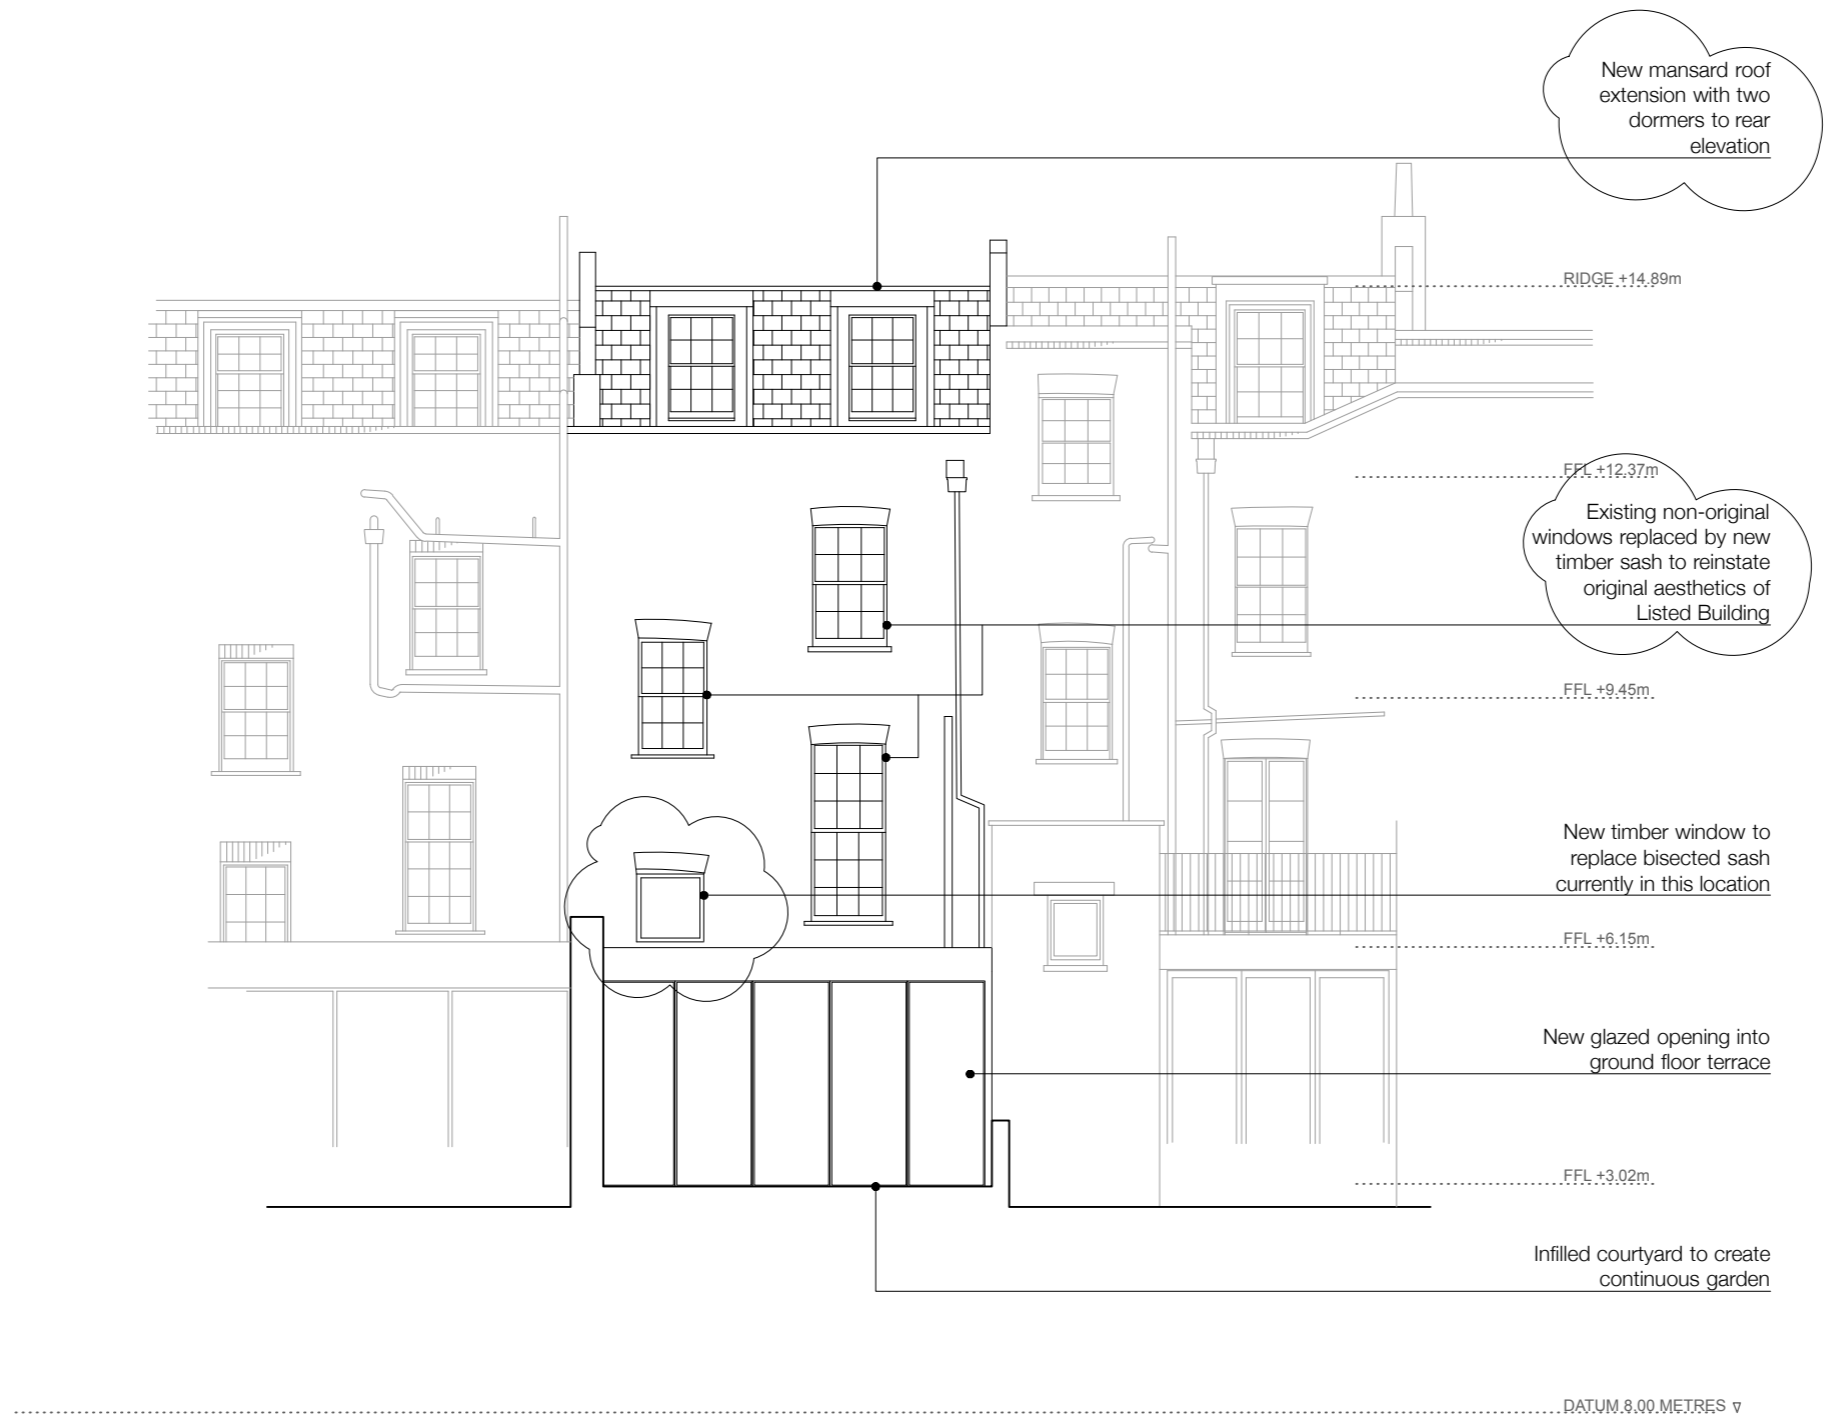 New mansard roof
extension with two
dormers to rear
elevation
RIDGE +14.89m
FFL +12.37m
Existing non-original
windows replaced by new
timber sash to reinstate
original aesthetics of
Listed Building
FFL +9.45m
New timber window to
replace bisected sash
currently in this location
FFL +6.15m
New glazed opening into
ground floor terrace
FFL +3.02m
Infilled courtyard to create
continuous garden
DATUM 8.00 METRES